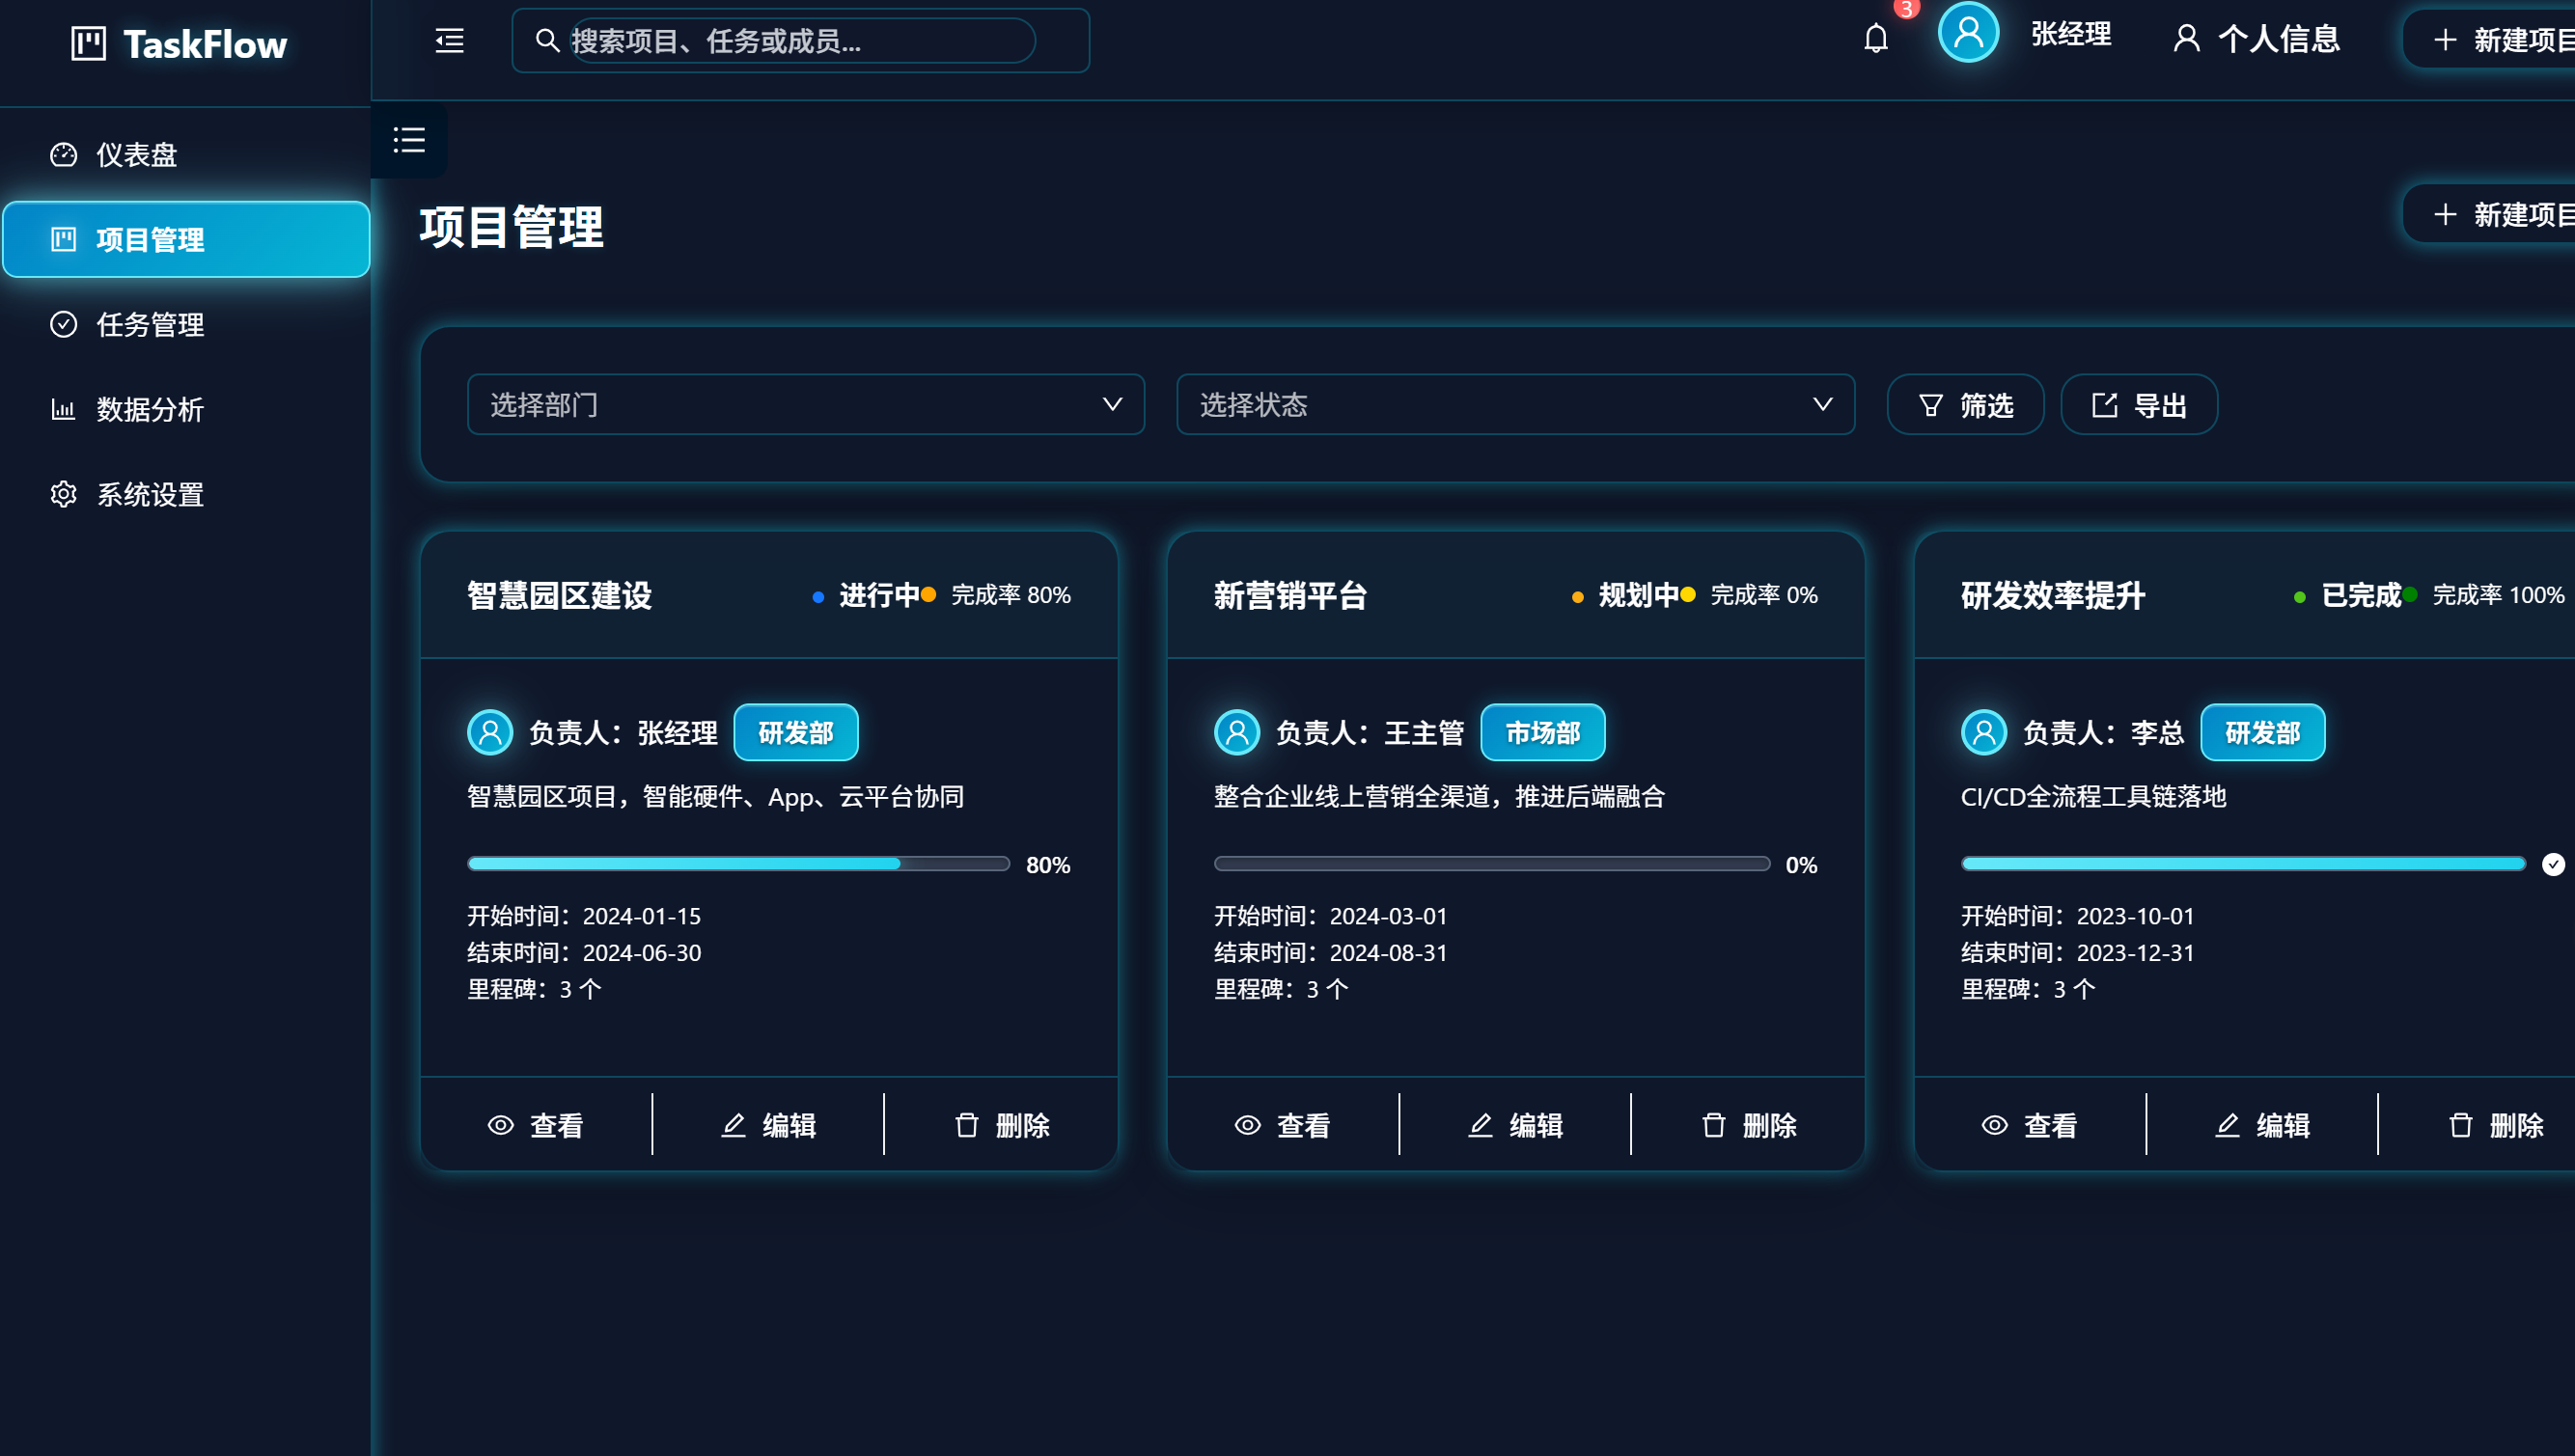 TaskFlow
搜索项目、任务或成员...
3
张经理
个人信息
新建项目
仪表盘
项目管理
任务管理
数据分析
系统设置
项目管理
新建项目
选择部门
选择状态
筛选
导出
智慧园区建设
进行中
完成率 80%
负责人：张经理
研发部
智慧园区项目，智能硬件、App、云平台协同
80%
开始时间：2024-01-15
结束时间：2024-06-30
里程碑：3 个
查看
编辑
删除
新营销平台
规划中
完成率 0%
负责人：王主管
市场部
整合企业线上营销全渠道，推进后端融合
0%
开始时间：2024-03-01
结束时间：2024-08-31
里程碑：3 个
查看
编辑
删除
研发效率提升
已完成
完成率 100%
负责人：李总
研发部
CI/CD全流程工具链落地
开始时间：2023-10-01
结束时间：2023-12-31
里程碑：3 个
查看
编辑
删除